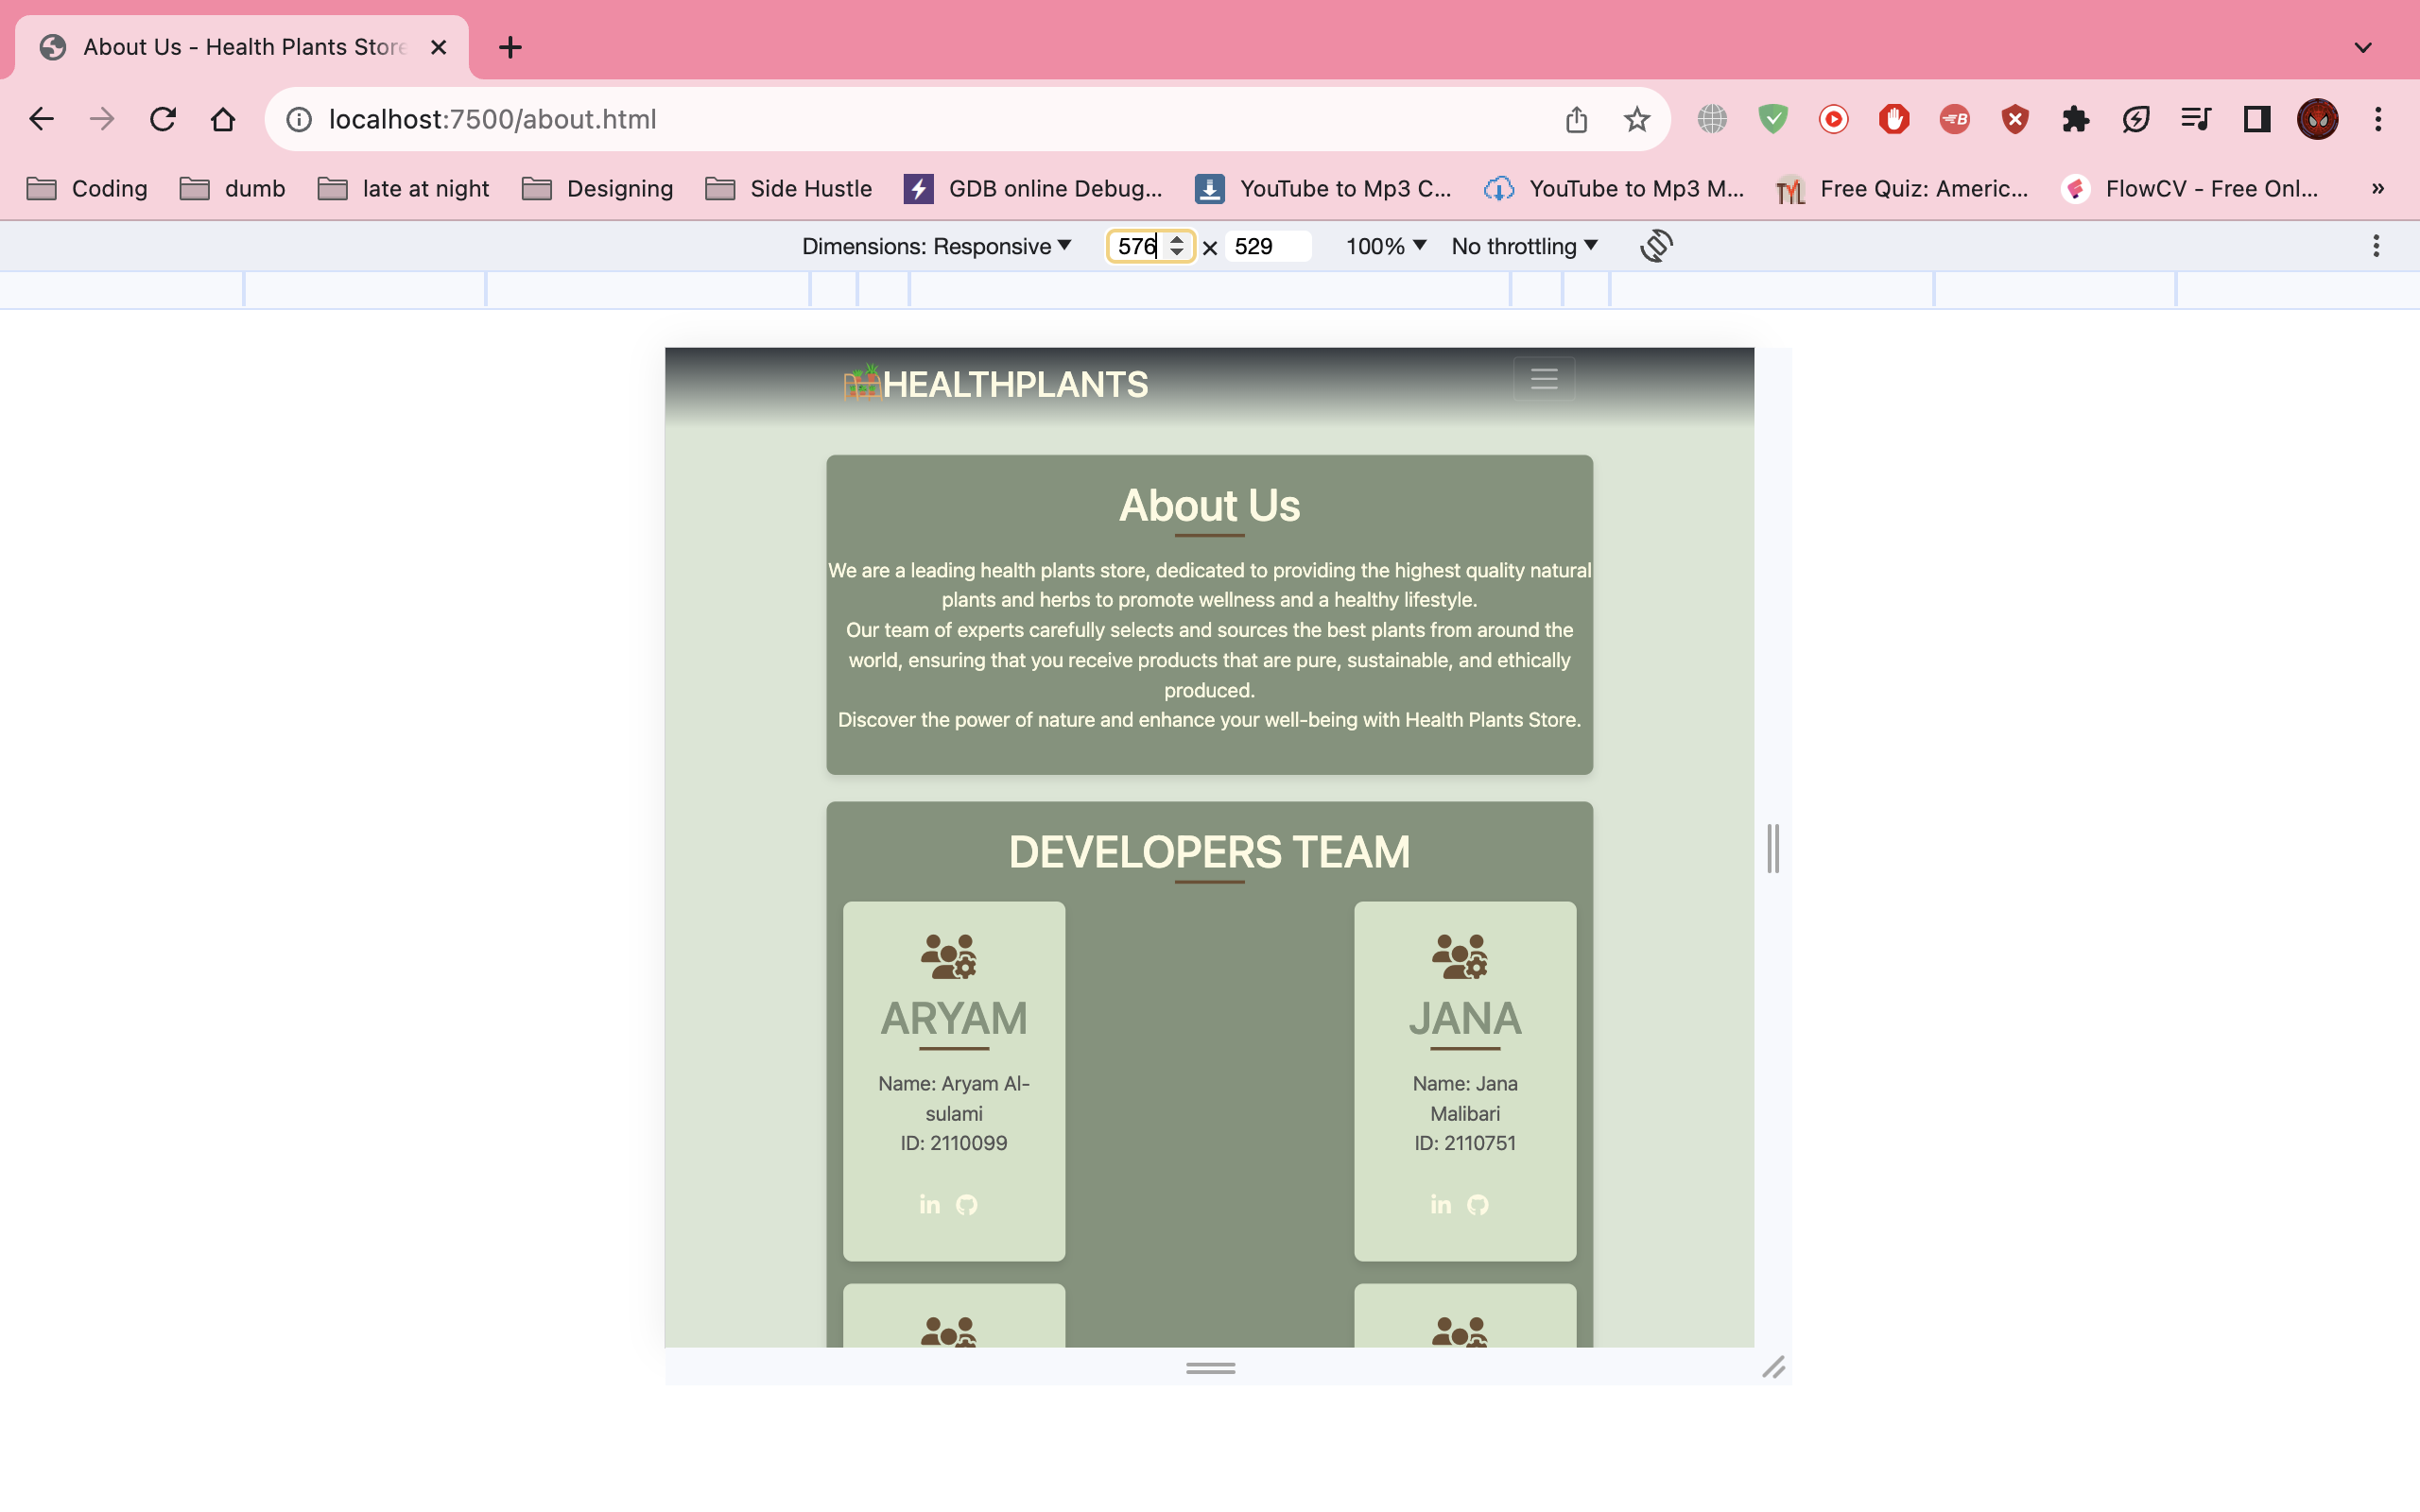 About Us - Health Plants Store
localhost:7500/about.html
Coding
dumb
late at night
Designing
Side Hustle
GDB online Debug...
YouTube to Mp3 C...
YouTube to Mp3 M...
Free Quiz: Americ...
FlowCV - Free Onl...
»
Dimensions: Responsive
576 × 529
100%
No throttling
HEALTHPLANTS
About Us
We are a leading health plants store, dedicated to providing the highest quality natural
plants and herbs to promote wellness and a healthy lifestyle.
Our team of experts carefully selects and sources the best plants from around the
world, ensuring that you receive products that are pure, sustainable, and ethically
produced.
Discover the power of nature and enhance your well-being with Health Plants Store.
DEVELOPERS TEAM
ARYAM
Name: Aryam Al-
sulami
ID: 2110099
in
JANA
Name: Jana
Malibari
ID: 2110751
in